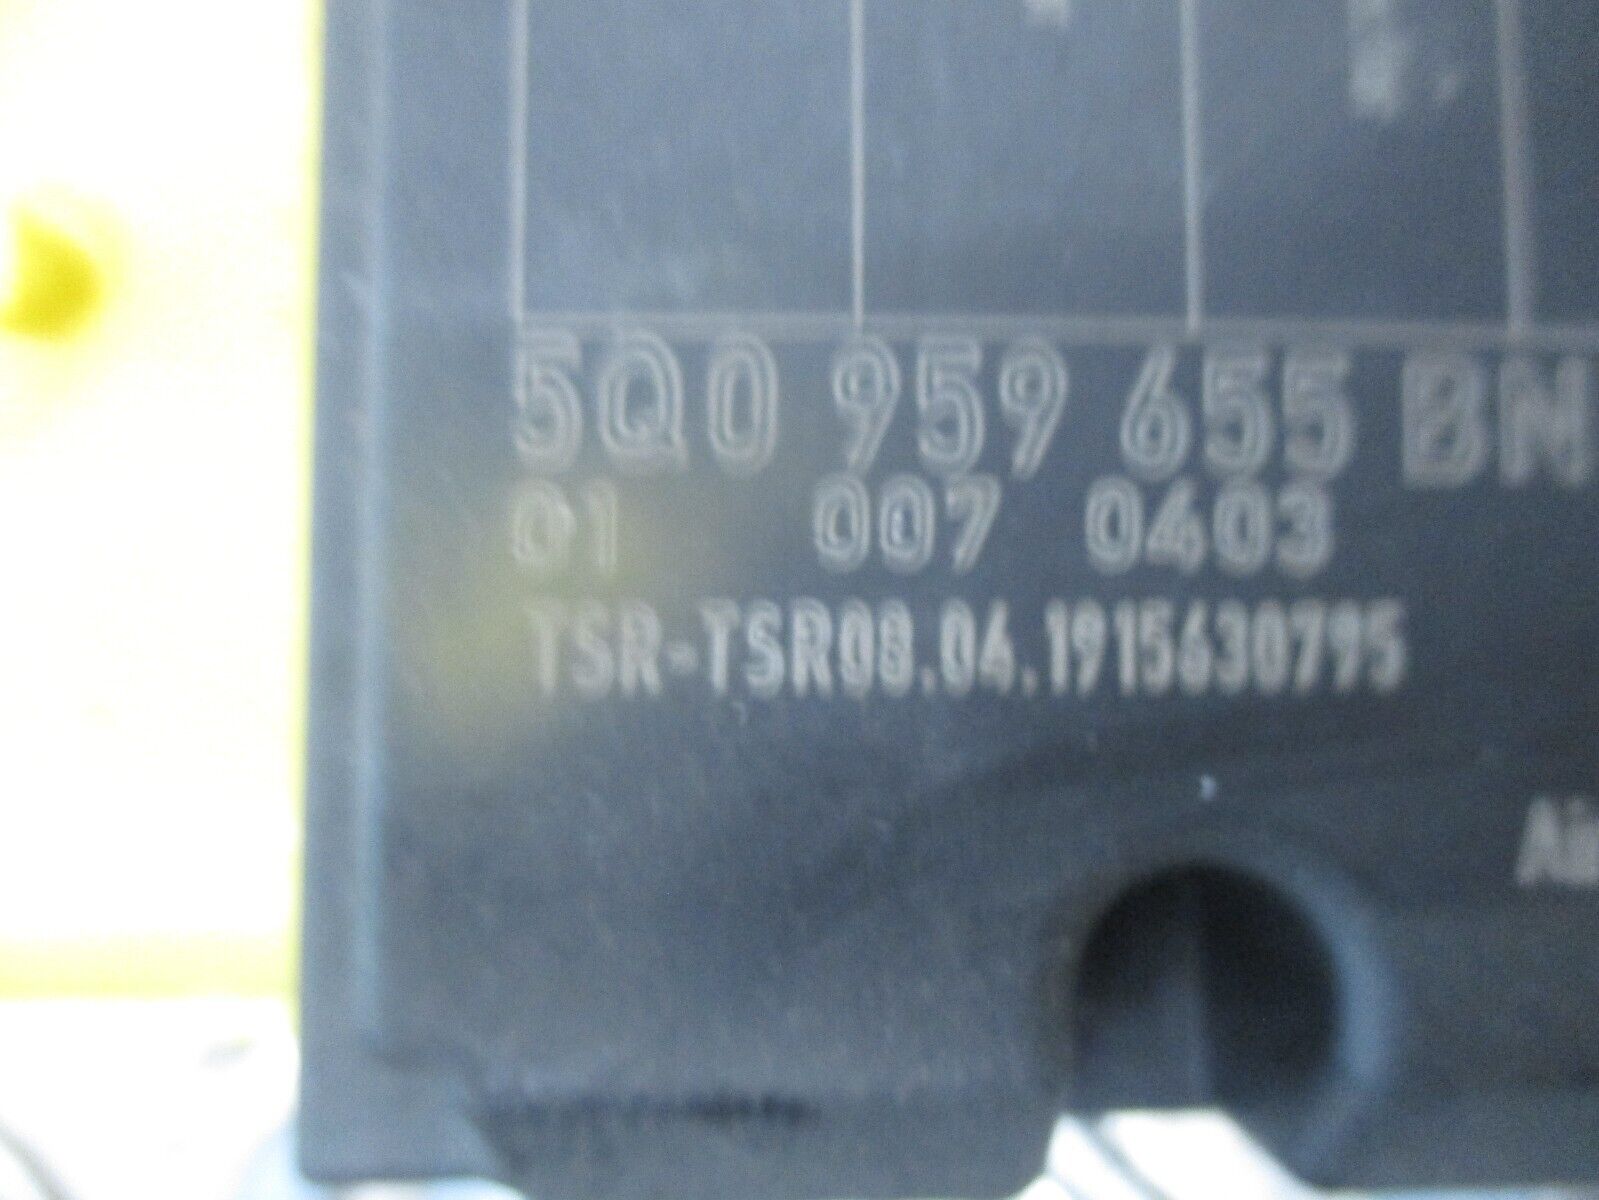 5Q0 959 655 BN
01 007 0403
TSR-TSR08.04.1915630795